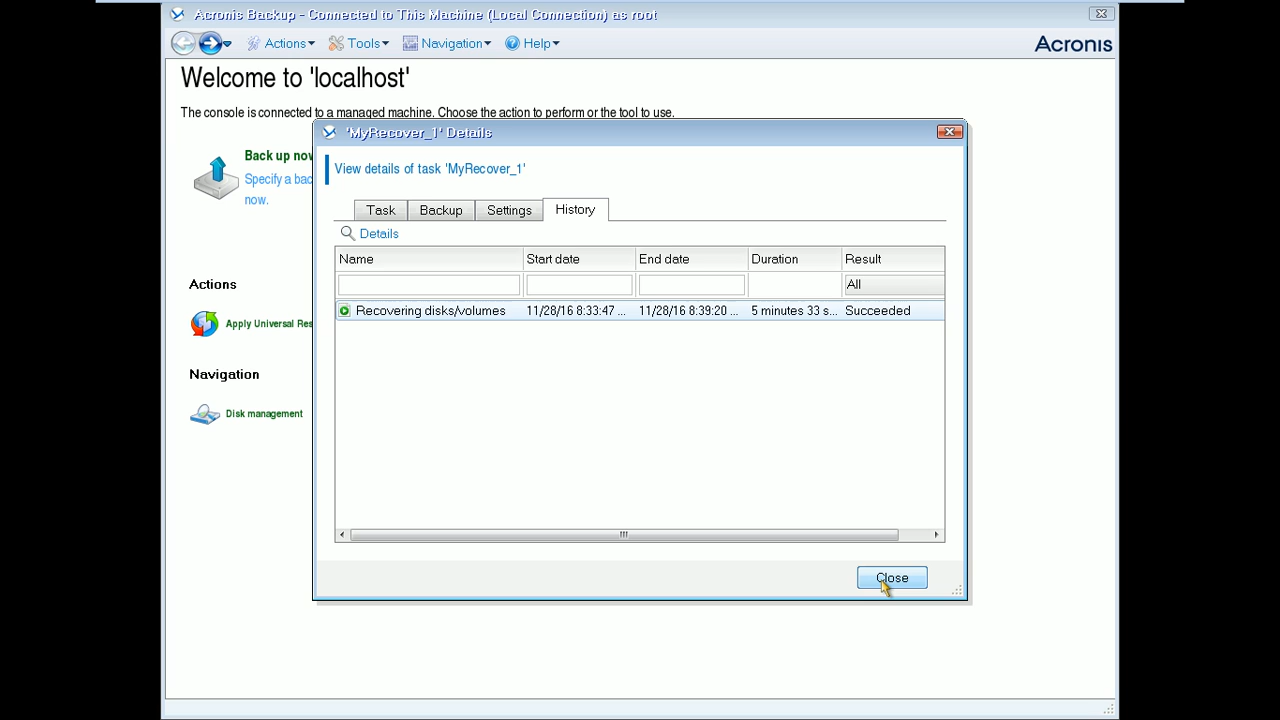 Acronis Backup - Connected to This Machine (Local Connection) as root
Actions Tools Navigation Help Acronis
Welcome to 'localhost'
The console is connected to a managed machine. Choose the action to perform or the tool to use.
'MyRecover_1' Details
Back up now
View details of task 'MyRecover_1'
Specify a bac
now.
Task Backup Settings History
Details
Name Start date End date Duration Result
All
Actions
Recovering disks/volumes 11/28/16 8:33:47 ... 11/28/16 8:39:20 ... 5 minutes 33 s... Succeeded
Apply Universal Res
Navigation
Disk management
Close